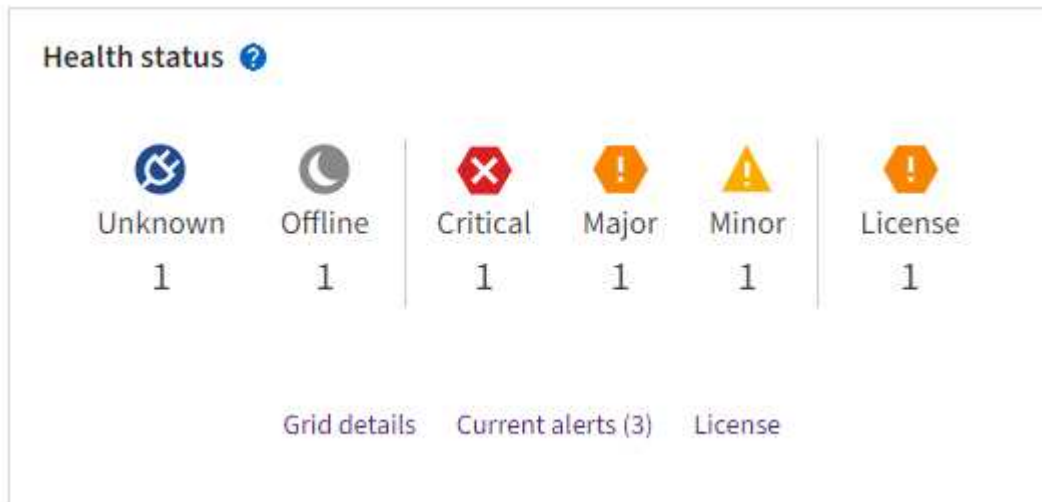 Health status
Unknown Offline Critical Major Minor License
1 1 1 1 1 1
Grid details Current alerts (3) License